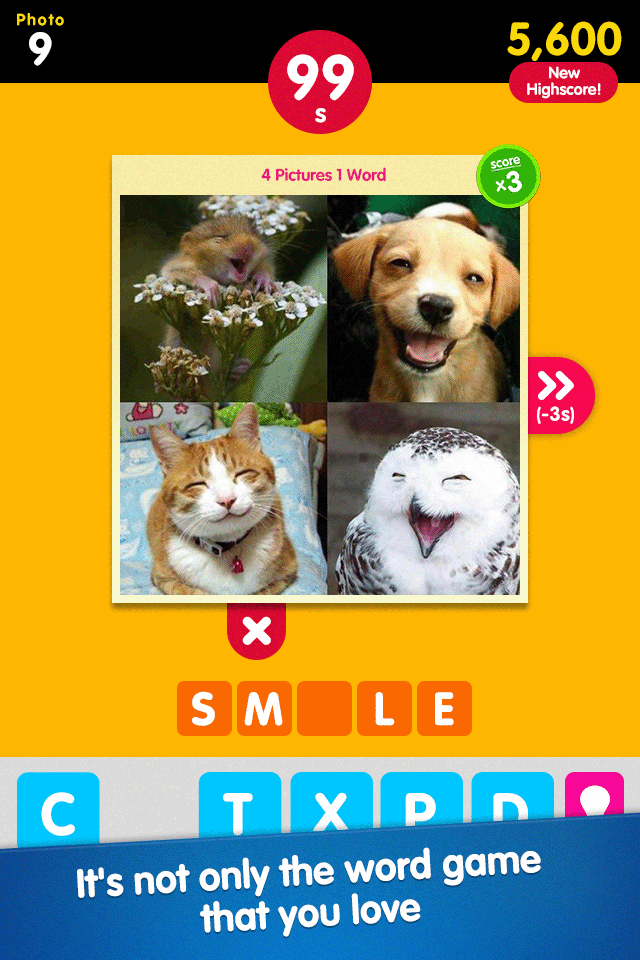 Photo
9
5,600
New
Highscore!
99
s
4 Pictures 1 Word
score
x3
(-3s)
S M L E
C T X P D
It's not only the word game
that you love